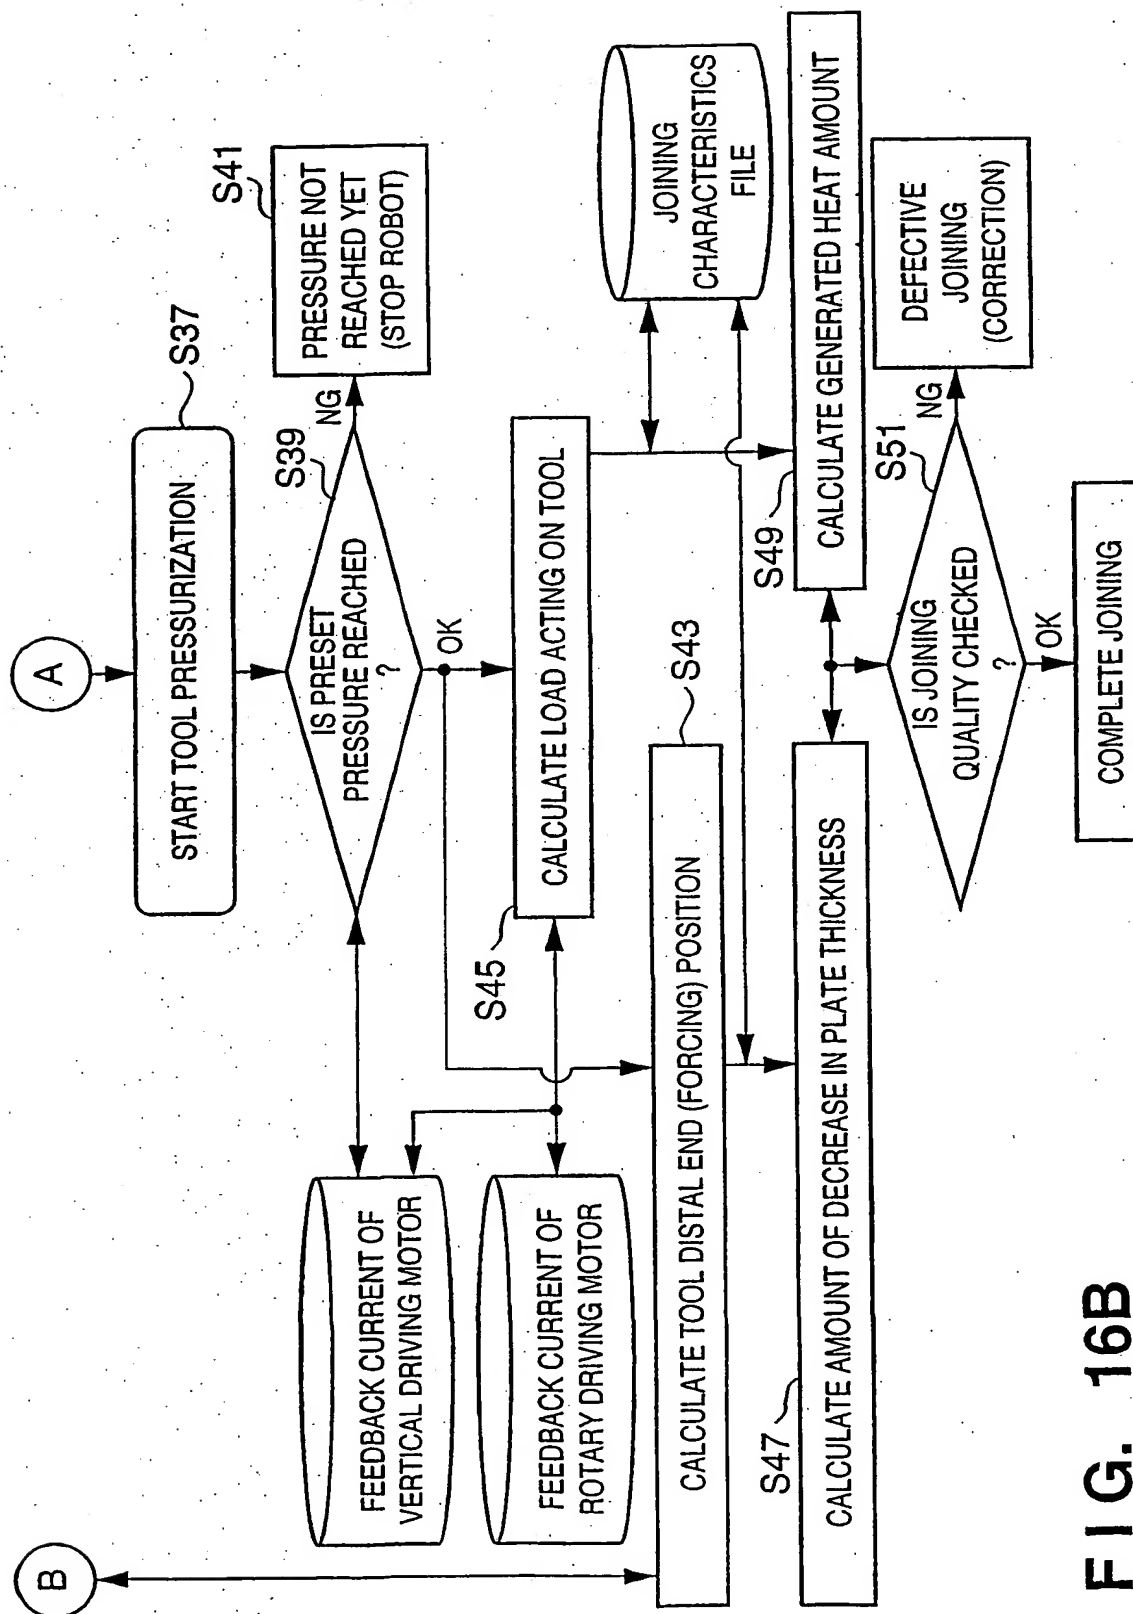 A
START TOOL PRESSURIZATION
S37
IS PRESET
PRESSURE REACHED
?
S39
NG
OK
PRESSURE NOT
REACHED YET
(STOP ROBOT)
S41
B
FEEDBACK CURRENT OF
VERTICAL DRIVING MOTOR
FEEDBACK CURRENT OF
ROTARY DRIVING MOTOR
S45
CALCULATE LOAD ACTING ON TOOL
JOINING
CHARACTERISTICS
FILE
CALCULATE TOOL DISTAL END (FORCING) POSITION
S43
S47
CALCULATE AMOUNT OF DECREASE IN PLATE THICKNESS
S49
CALCULATE GENERATED HEAT AMOUNT
IS JOINING
QUALITY CHECKED
?
S51
NG
OK
DEFECTIVE
JOINING
(CORRECTION)
COMPLETE JOINING
FIG. 16B